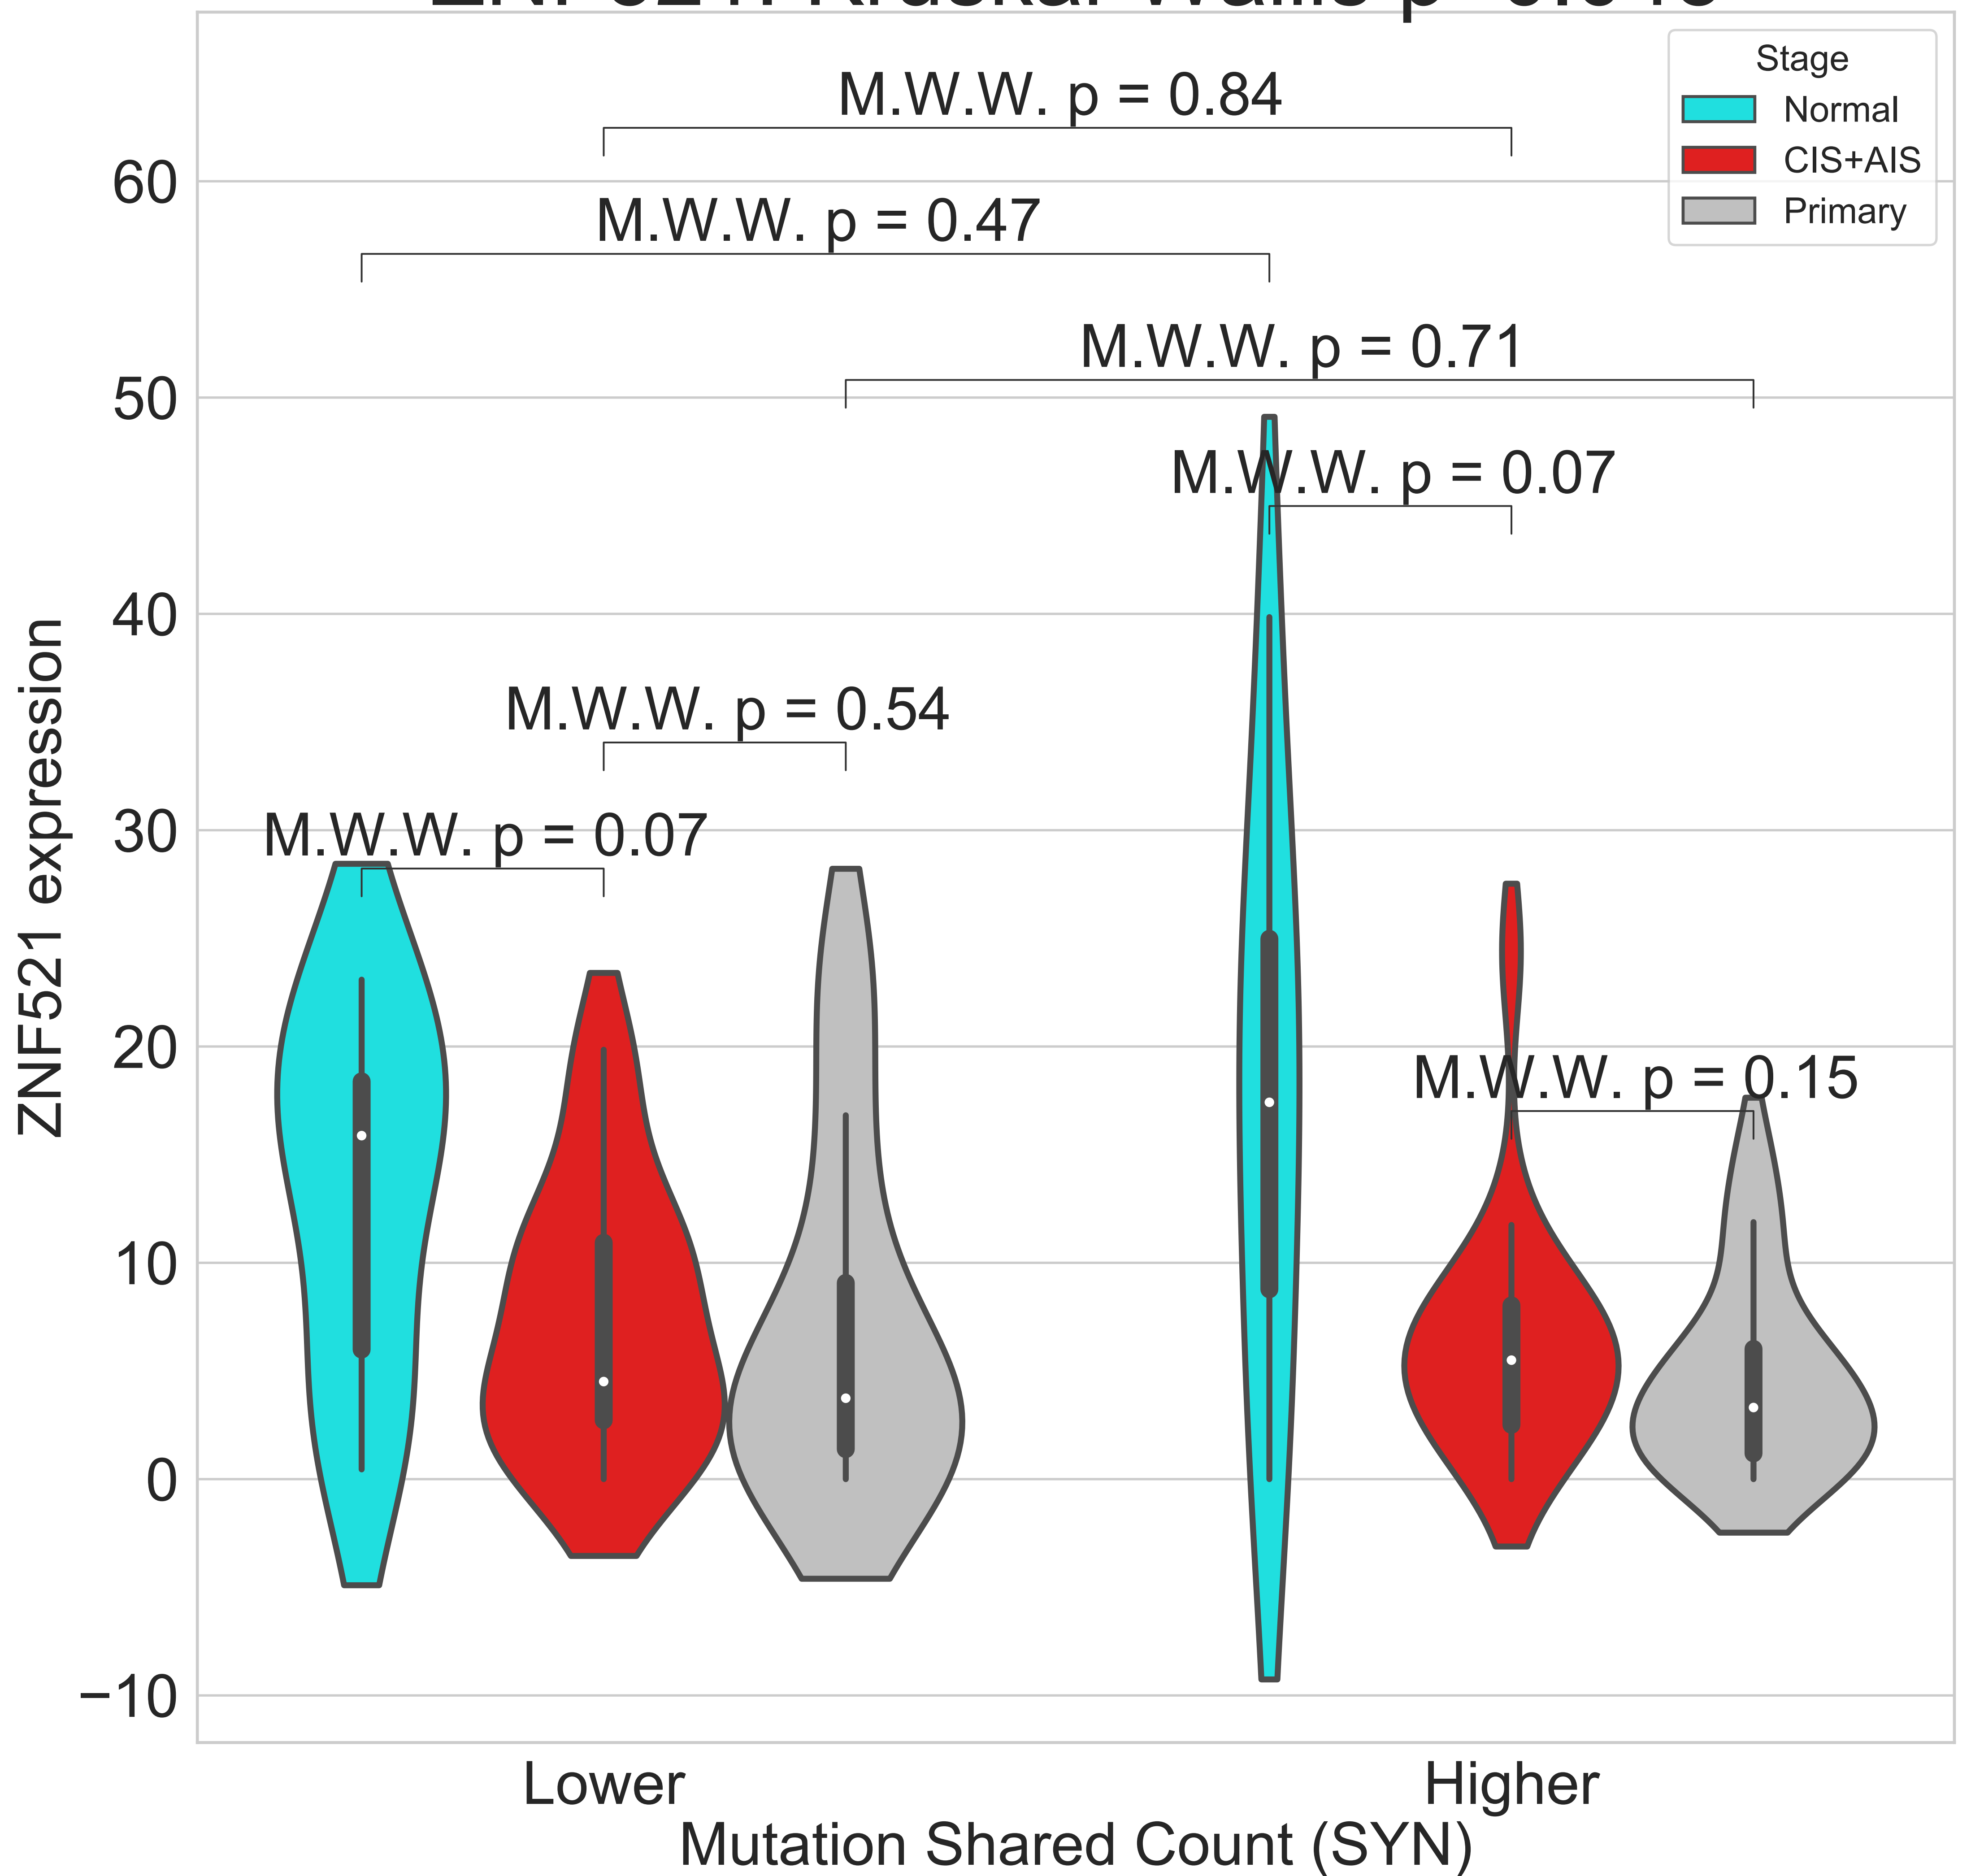 Stage
Normal
CIS+AIS
Primary
M.W.W. p = 0.84
M.W.W. p = 0.47
M.W.W. p = 0.71
M.W.W. p = 0.07
M.W.W. p = 0.54
M.W.W. p = 0.07
M.W.W. p = 0.15
60
50
40
30
20
10
0
−10
ZNF521 expression
Lower
Higher
Mutation Shared Count (SYN)